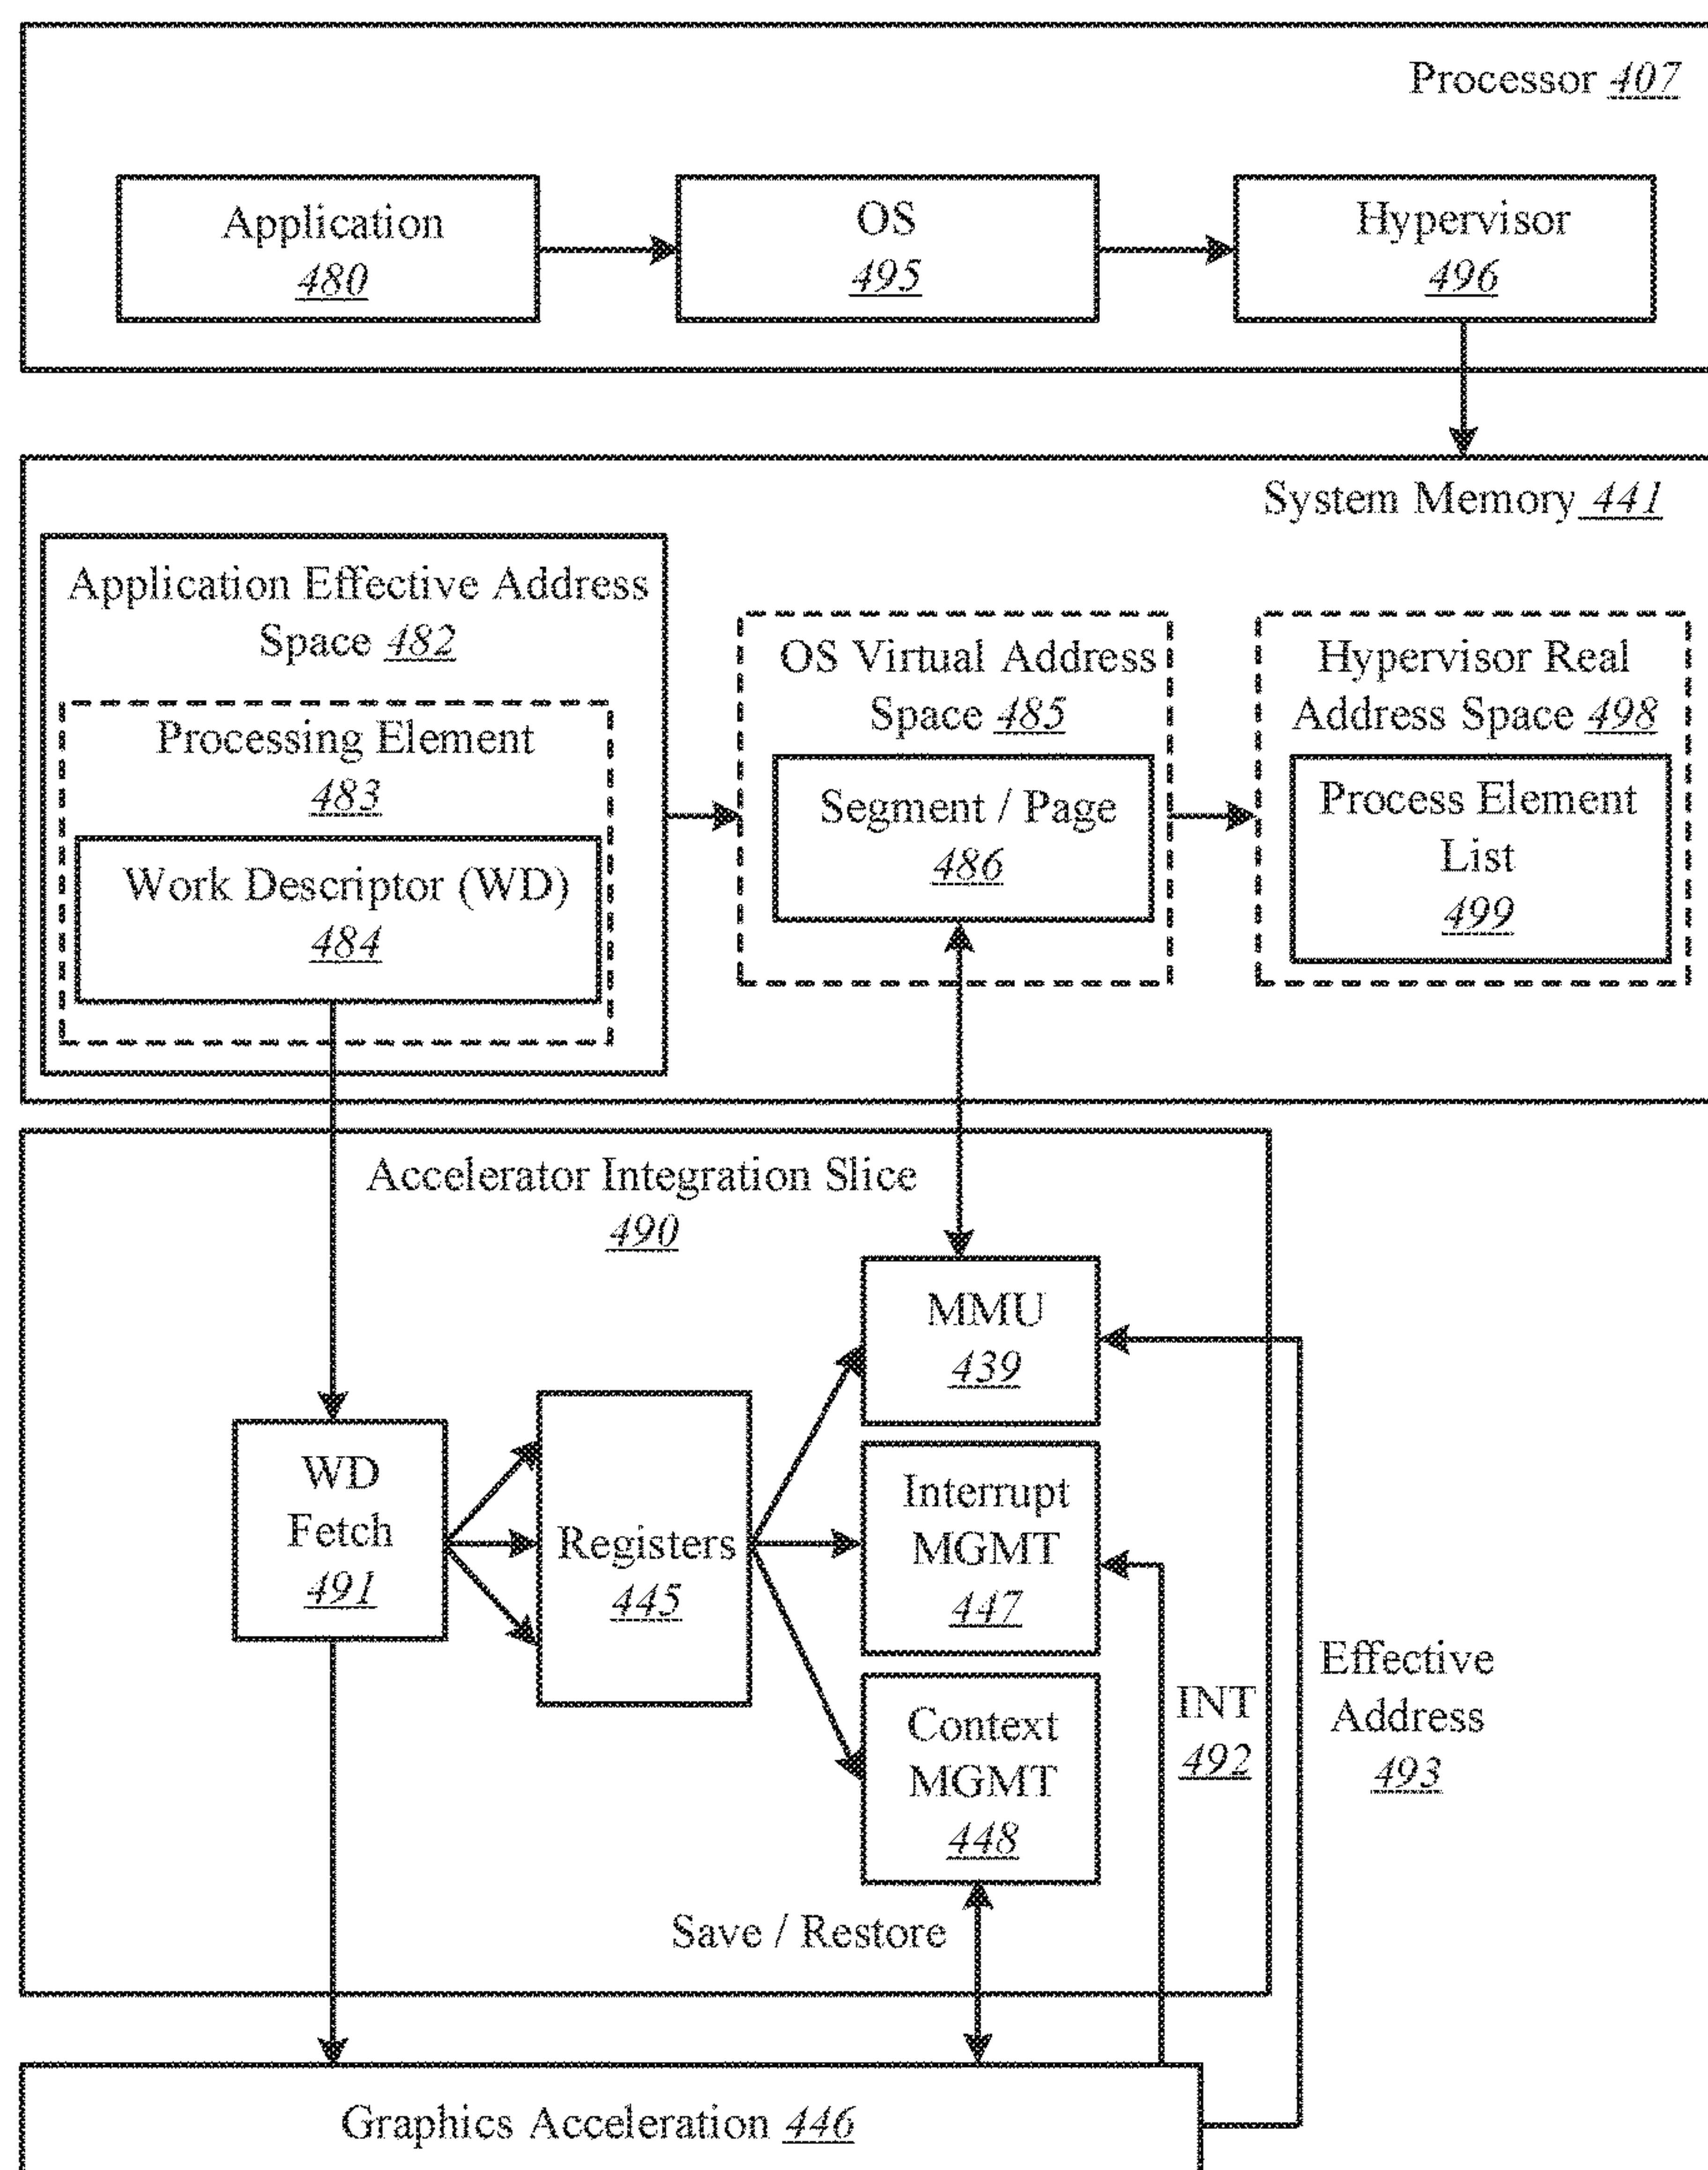 Processor 407
Application
480
OS
495
Hypervisor
496
System Memory 441
Application Effective Address
Space 482
Processing Element
483
Work Descriptor (WD)
484
OS Virtual Address
Space 485
Segment / Page
486
Hypervisor Real
Address Space 498
Process Element
List
499
Accelerator Integration Slice
490
MMU
439
WD
Fetch
491
Registers
445
Interrupt
MGMT
447
Context
MGMT
448
INT
492
Effective
Address
493
Save / Restore
Graphics Acceleration 446